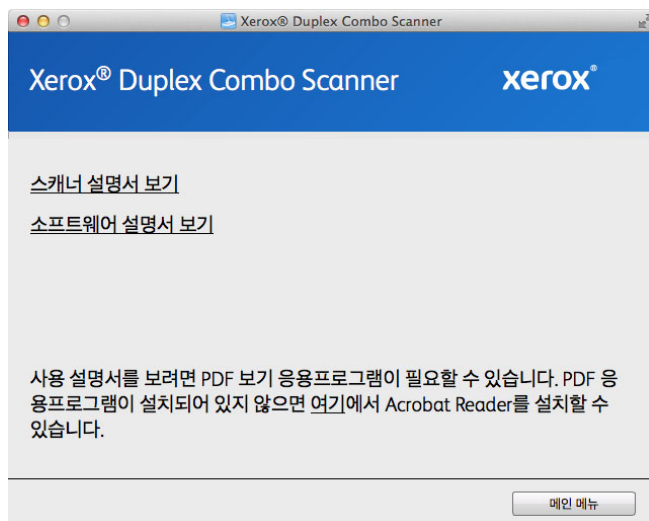 Xerox® Duplex Combo Scanner
Xerox® Duplex Combo Scanner
xerox®
스캐너 설명서 보기
소프트웨어 설명서 보기
사용 설명서를 보려면 PDF 보기 응용프로그램이 필요할 수 있습니다. PDF 응
용프로그램이 설치되어 있지 않으면 여기에서 Acrobat Reader를 설치할 수
있습니다.
메인 메뉴